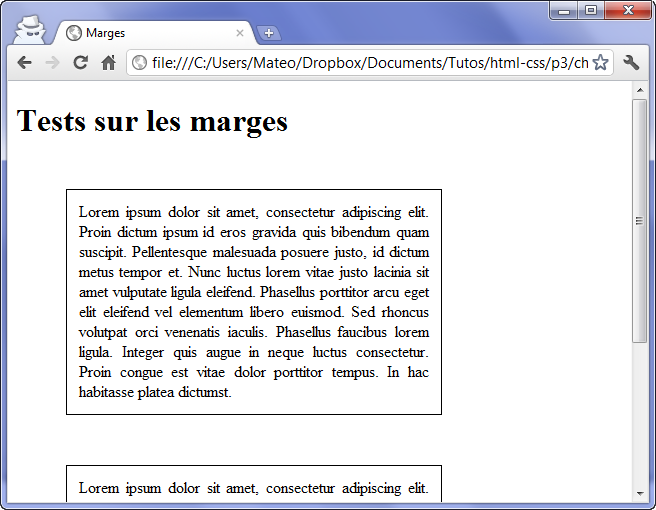 Marges
file:///C:/Users/Mateo/Dropbox/Documents/Tutos/html-css/p3/ch
Tests sur les marges
Lorem ipsum dolor sit amet, consectetur adipiscing elit.
Proin dictum ipsum id eros gravida quis bibendum quam
suscipit. Pellentesque malesuada posuere justo, id dictum
metus tempor et. Nunc luctus lorem vitae justo lacinia sit
amet vulputate ligula eleifend. Phasellus porttitor arcu eget
elit eleifend vel elementum libero euismod. Sed rhoncus
volutpat orci venenatis iaculis. Phasellus faucibus lorem
ligula. Integer quis augue in neque luctus consectetur.
Proin congue est vitae dolor porttitor tempus. In hac
habitasse platea dictumst.
Lorem ipsum dolor sit amet, consectetur adipiscing elit.